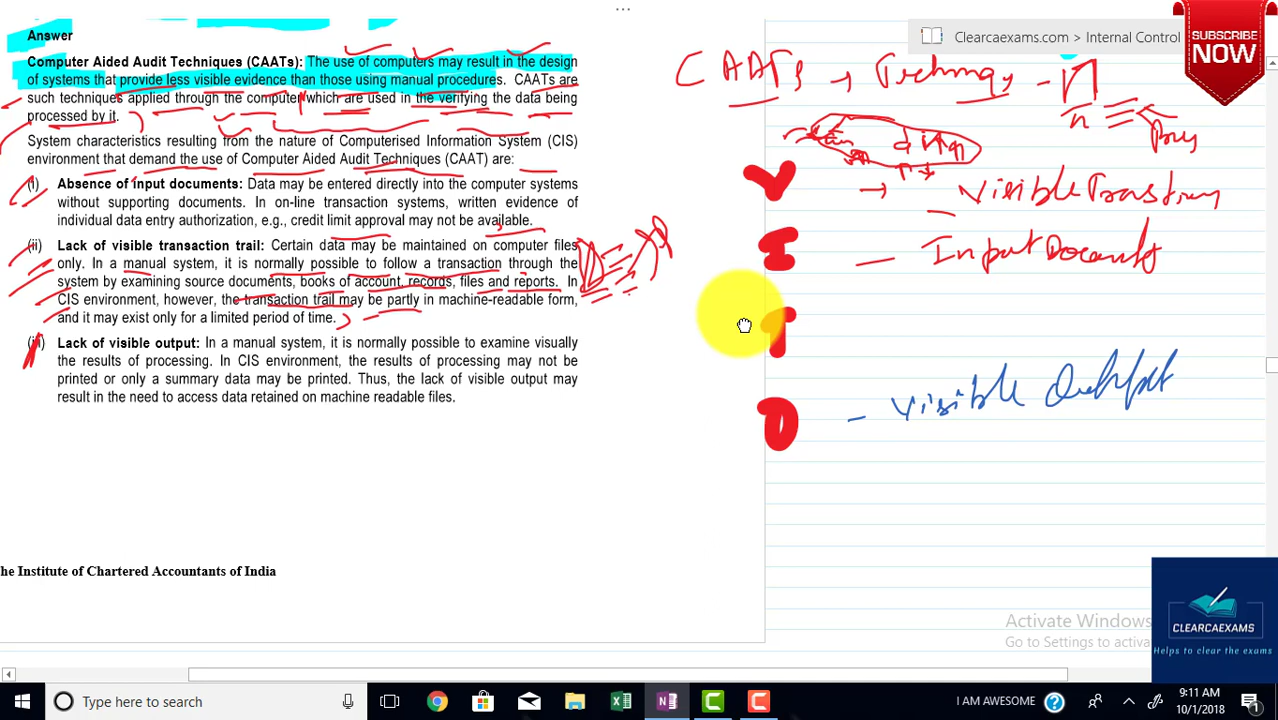 Answer
Computer Aided Audit Techniques (CAATs): The use of computers may result in the design
of systems that provide less visible evidence than those using manual procedures. CAATs are
such techniques applied through the computer which are used in the verifying the data being
processed by it.
System characteristics resulting from the nature of Computerised Information System (CIS)
environment that demand the use of Computer Aided Audit Techniques (CAAT) are:
(i) Absence of input documents: Data may be entered directly into the computer systems
without supporting documents. In on-line transaction systems, written evidence of
individual data entry authorization, e.g., credit limit approval may not be available.
(ii) Lack of visible transaction trail: Certain data may be maintained on computer files
only. In a manual system, it is normally possible to follow a transaction through the
system by examining source documents, books of account, records, files and reports. In
CIS environment, however, the transaction trail may be partly in machine-readable form,
and it may exist only for a limited period of time.
Lack of visible output: In a manual system, it is normally possible to examine visually
the results of processing. In CIS environment, the results of processing may not be
printed or only a summary data may be printed. Thus, the lack of visible output may
result in the need to access data retained on machine readable files.
he Institute of Chartered Accountants of India
Clearcaexams.com – Internal Control
SUBSCRIBE
NOW
CAATs →
V → Visible
I — Input
T
O — Visible Output
Activate Windows
Go to Settings to activa
CLEARCAEXAMS
Helps to clear the exams
Type here to search
I AM AWESOME
9:11 AM
10/1/2018
1